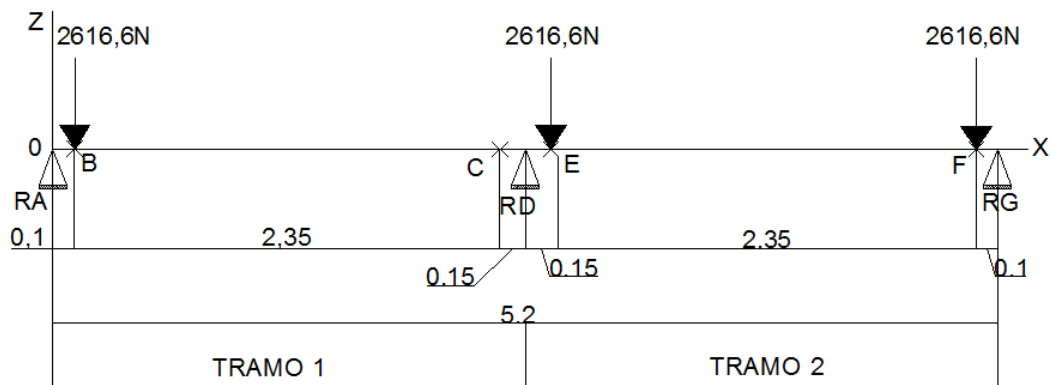 Z
2616,6N 2616,6N 2616,6N
0 B C E F X
RA RD RG
0,1 2,35 2.35
0.15 0.15 0.1
5.2
TRAMO 1 TRAMO 2